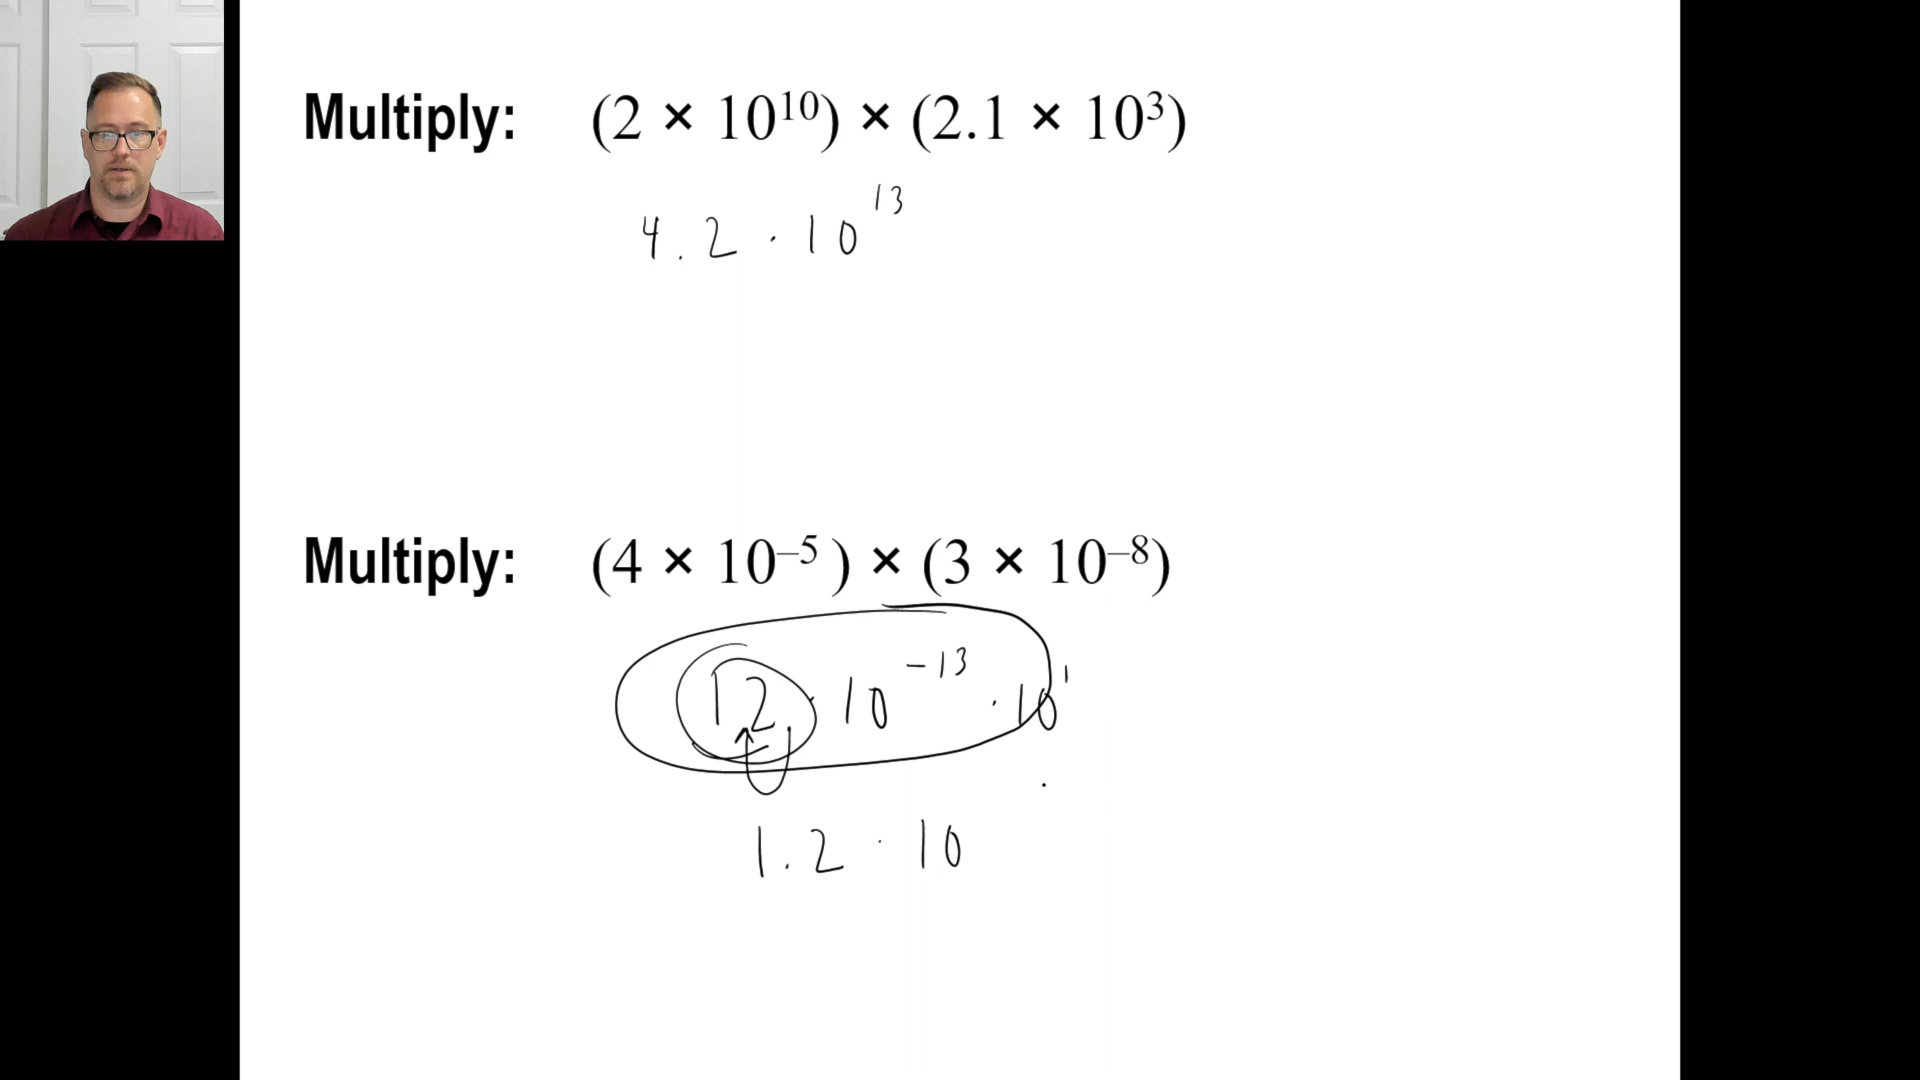 Multiply: (2 × 10¹⁰) × (2.1 × 10³)
4.2 · 10¹³
Multiply: (4 × 10⁻⁵) × (3 × 10⁻⁸)
12. · 10⁻¹³ · 10¹
1.2 · 10